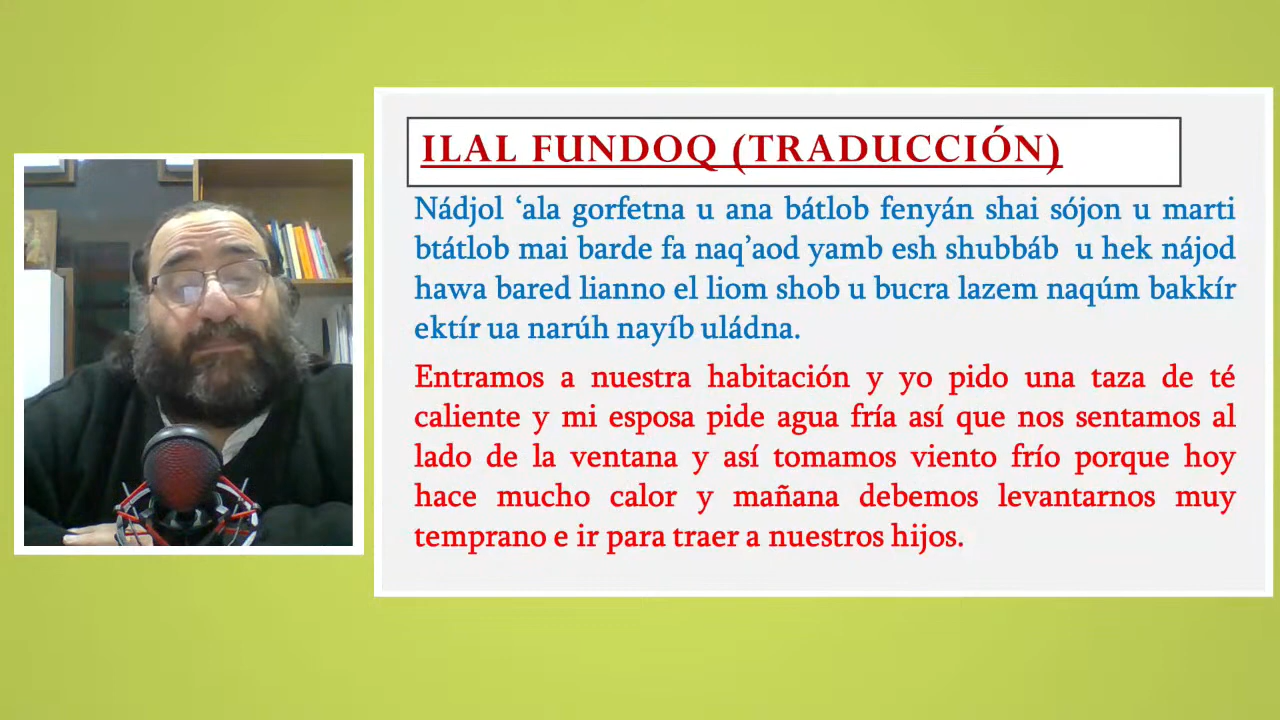 ILAL FUNDOQ (TRADUCCIÓN)
Nádjol ‘ala gorfetna u ana bátlob fenyán shai sójon u marti
btátlob mai barde fa naq’aod yamb esh shubbáb u hek nájod
hawa bared lianno el liom shob u bucra lazem naqúm bakkír
ektír ua narúh nayíb uládna.
Entramos a nuestra habitación y yo pido una taza de té
caliente y mi esposa pide agua fría así que nos sentamos al
lado de la ventana y así tomamos viento frío porque hoy
hace mucho calor y mañana debemos levantarnos muy
temprano e ir para traer a nuestros hijos.